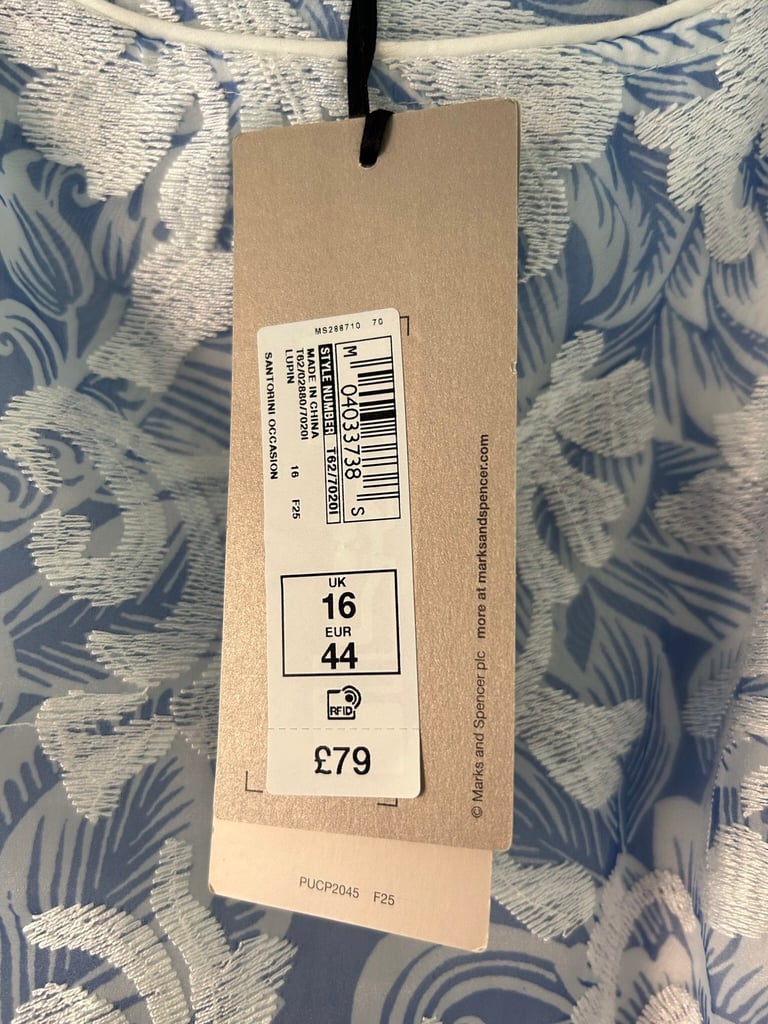 MS288710 70
M 04033738 S
STYLE NUMBER T62/7020I
MADE IN CHINA
T62/02880/7020I
LUPIN 16 F25
SANTORINI OCCASION
UK
16
EUR
44
RFID
£79
© Marks and Spencer plc more at marksandspencer.com
PUCP2045 F25